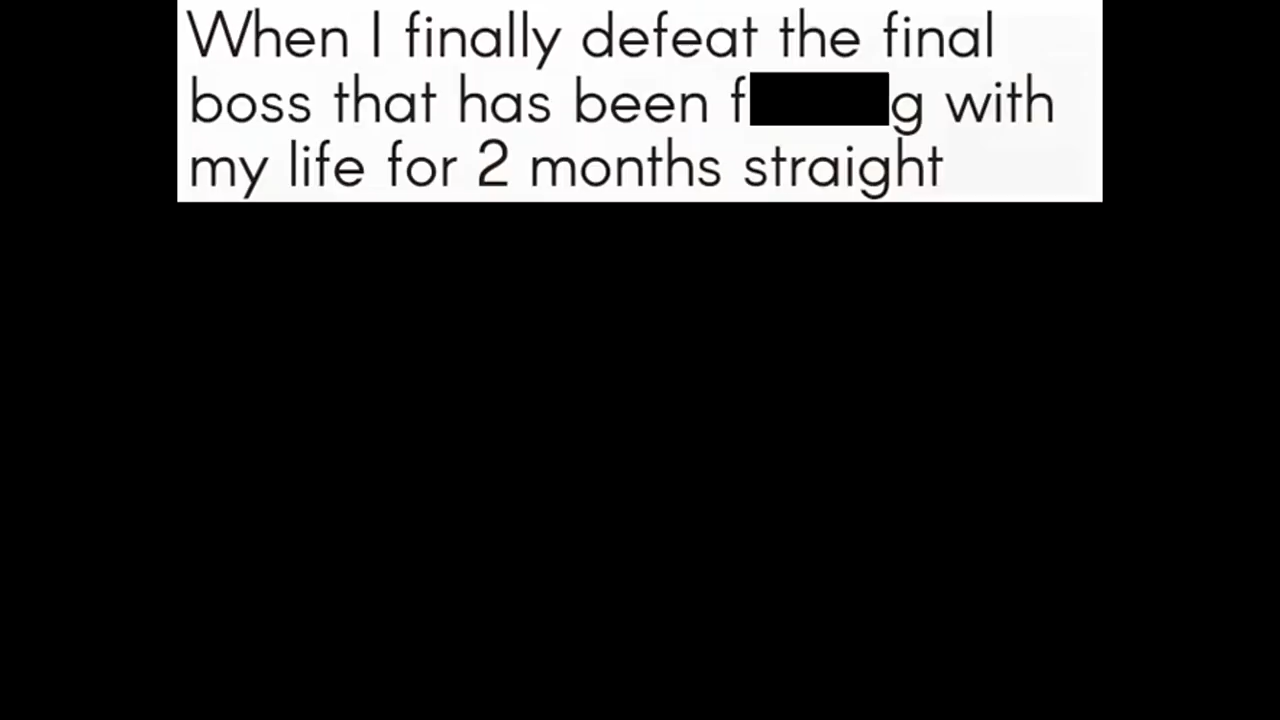 When I finally defeat the final
boss that has been f g with
my life for 2 months straight